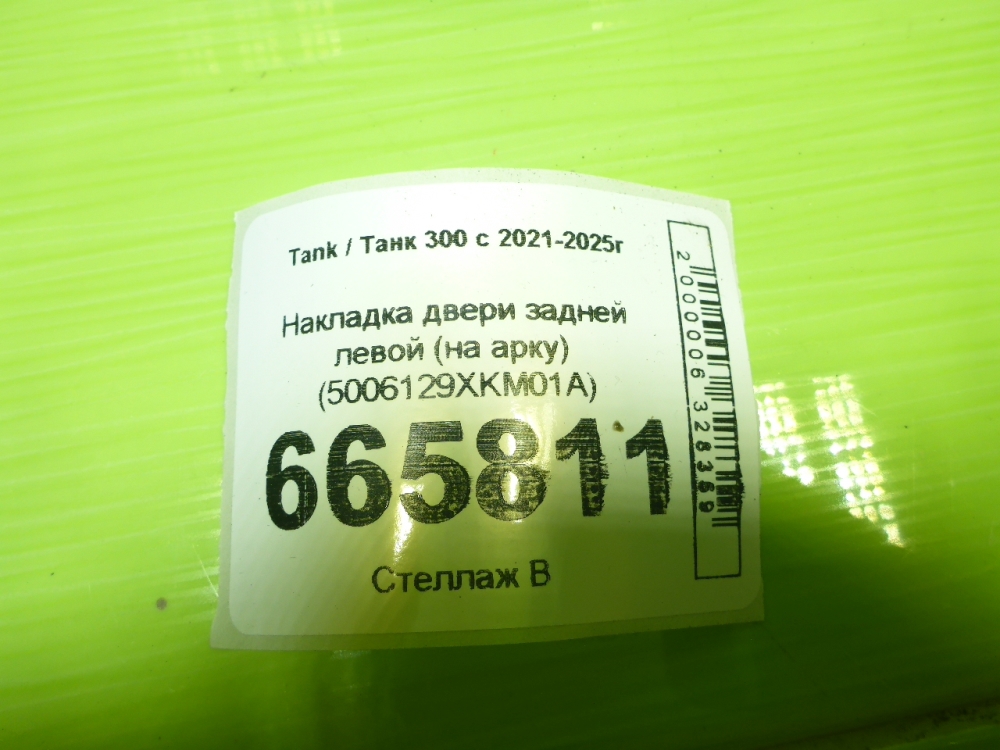 Tank / Танк 300 с 2021-2025г
Накладка двери задней
левой (на арку)
(5006129XKM01A)
665811
Стеллаж В
2000006328369